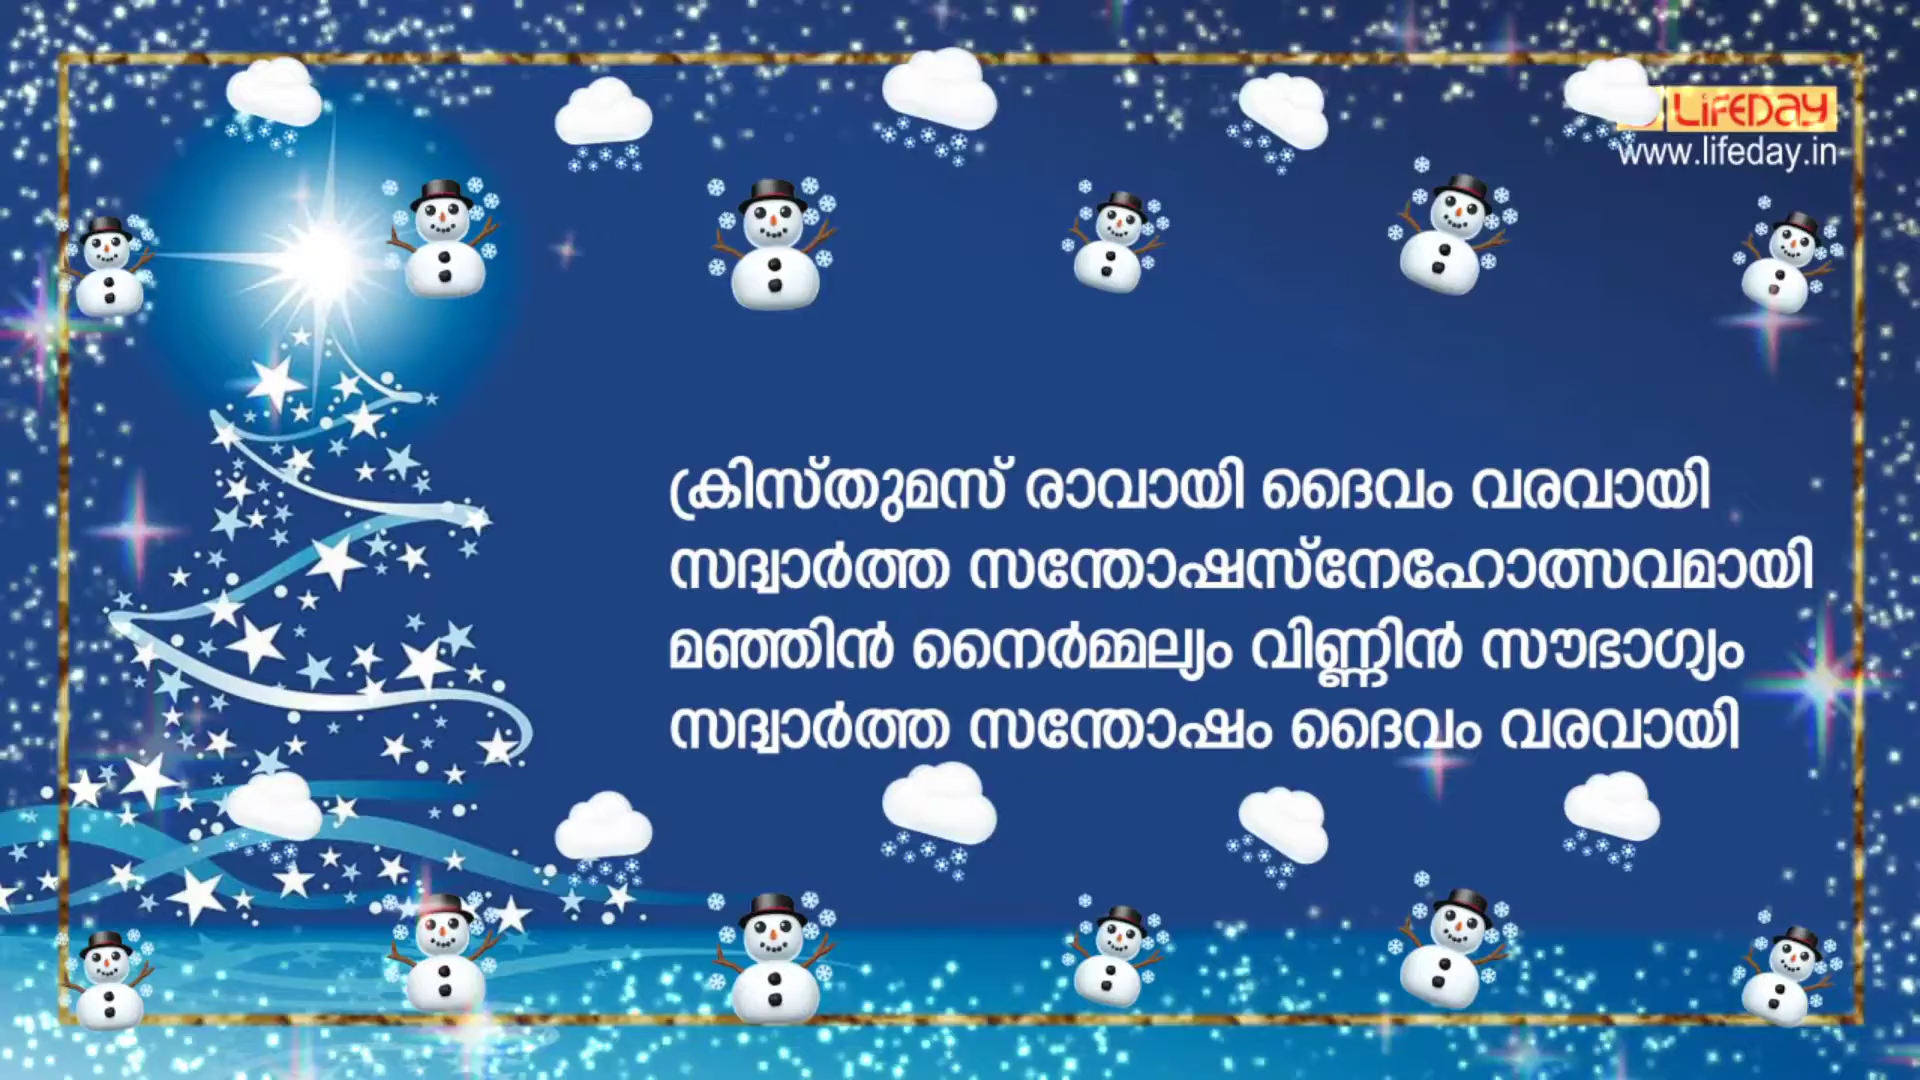 LIFEDAY
www.lifeday.in
ക്രിസ്തുമസ് രാവായി ദൈവം വരവായി
സദ്വാർത്ത സന്തോഷസ്നേഹോത്സവമായി
മഞ്ഞിൻ നൈർമ്മല്യം വിണ്ണിൻ സൗഭാഗ്യം
സദ്വാർത്ത സന്തോഷം ദൈവം വരവായി